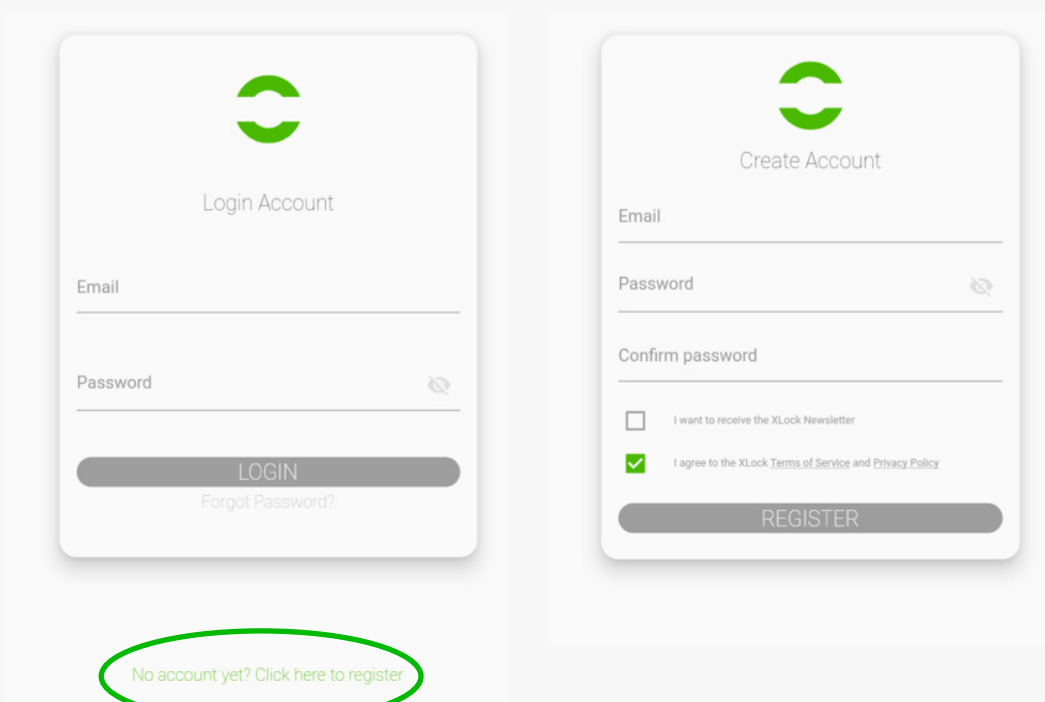 Login Account
Email
Password
LOGIN
Forgot Password?
No account yet? Click here to register
Create Account
Email
Password
Confirm password
I want to receive the XLock Newsletter
I agree to the XLock Terms of Service and Privacy Policy
REGISTER